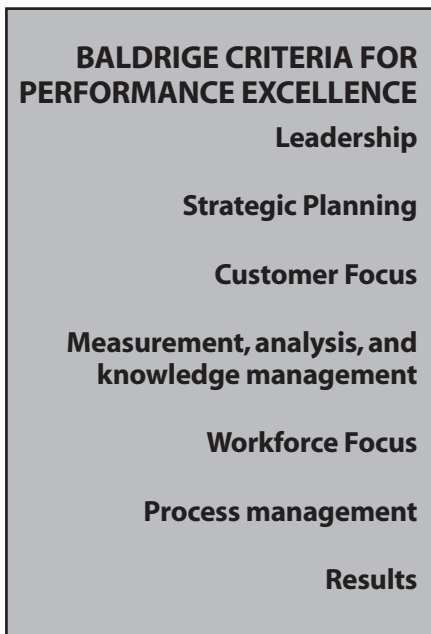 BALDRIGE CRITERIA FOR
PERFORMANCE EXCELLENCE
Leadership
Strategic Planning
Customer Focus
Measurement, analysis, and
knowledge management
Workforce Focus
Process management
Results